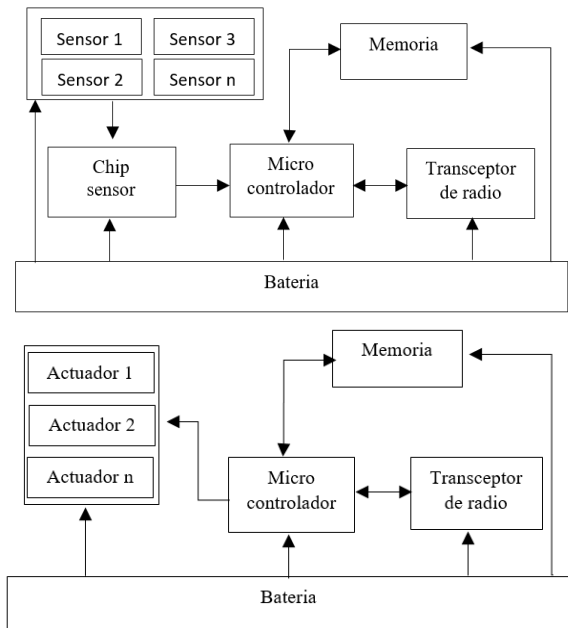 Sensor 1
Sensor 3
Sensor 2
Sensor n
Memoria
Chip
sensor
Micro
controlador
Transceptor
de radio
Bateria
Actuador 1
Actuador 2
Actuador n
Memoria
Micro
controlador
Transceptor
de radio
Bateria